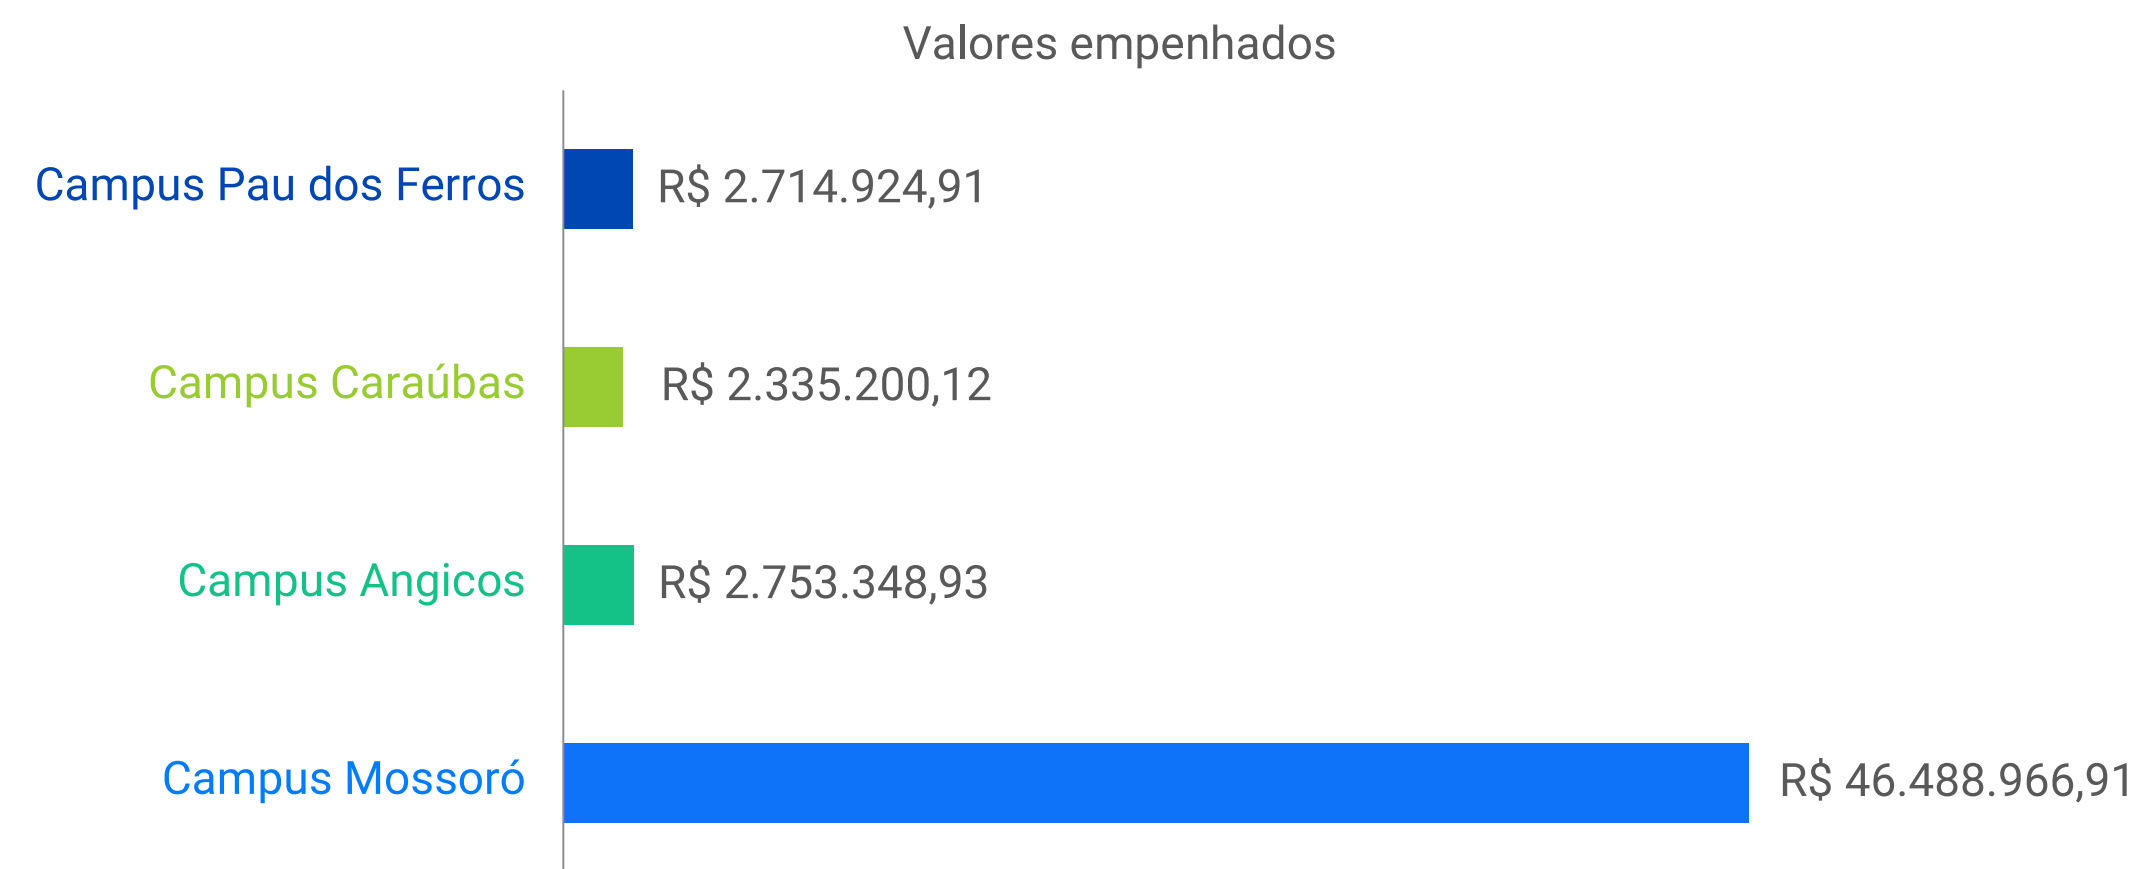 Valores empenhados
Campus Pau dos Ferros R$ 2.714.924,91
Campus Caraúbas R$ 2.335.200,12
Campus Angicos R$ 2.753.348,93
Campus Mossoró R$ 46.488.966,91